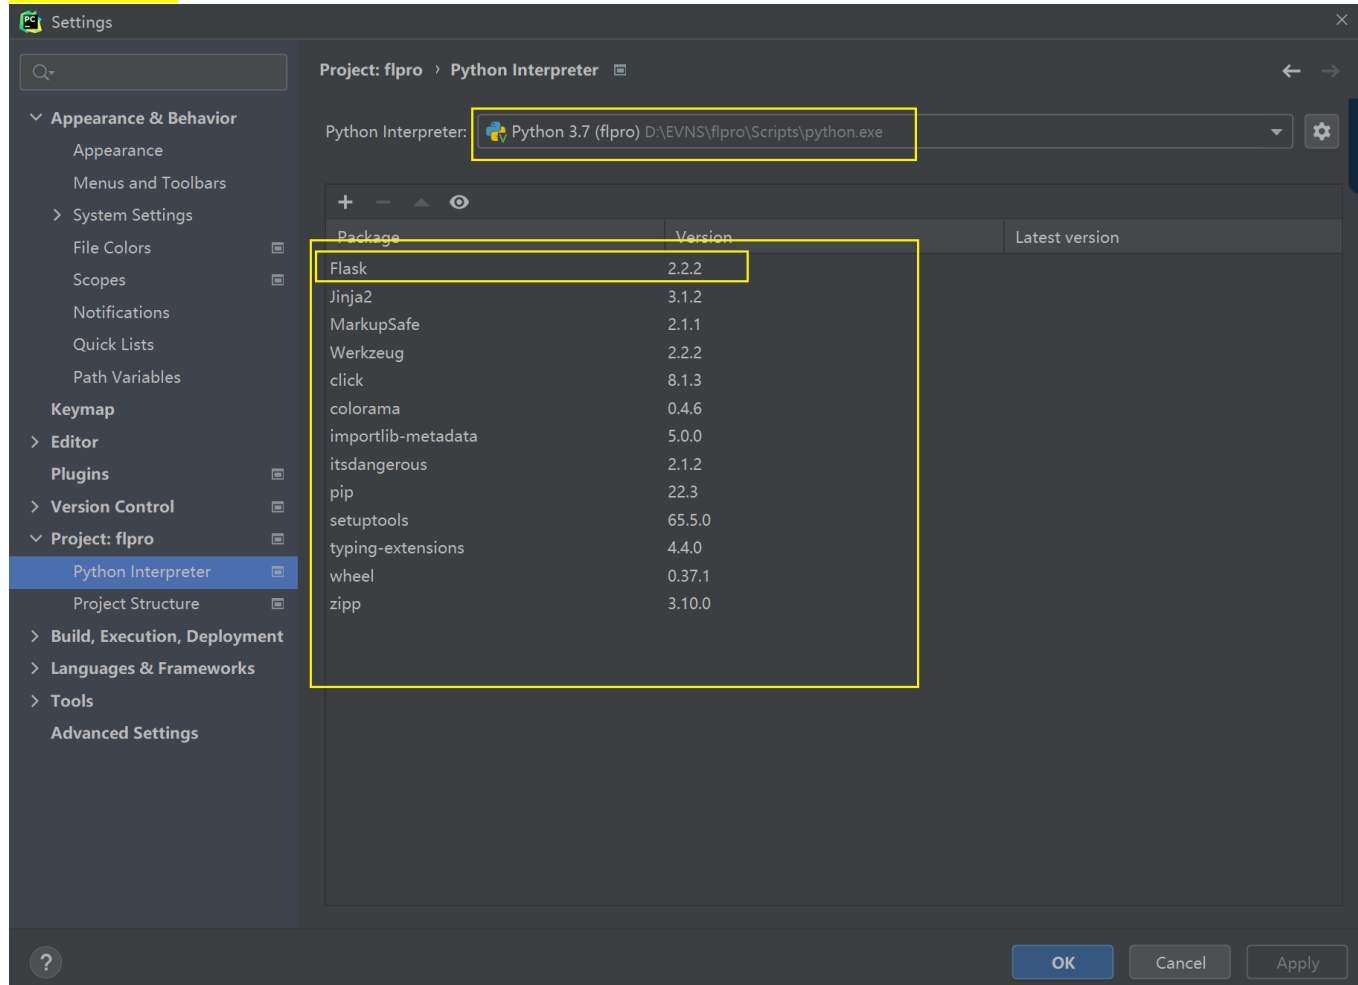 PC Settings
Project: flpro › Python Interpreter
Appearance & Behavior
Appearance
Menus and Toolbars
System Settings
File Colors
Scopes
Notifications
Quick Lists
Path Variables
Keymap
Editor
Plugins
Version Control
Project: flpro
Python Interpreter
Project Structure
Build, Execution, Deployment
Languages & Frameworks
Tools
Advanced Settings
Python Interpreter: Python 3.7 (flpro) D:\EVNS\flpro\Scripts\python.exe
Package Version Latest version
Flask 2.2.2
Jinja2 3.1.2
MarkupSafe 2.1.1
Werkzeug 2.2.2
click 8.1.3
colorama 0.4.6
importlib-metadata 5.0.0
itsdangerous 2.1.2
pip 22.3
setuptools 65.5.0
typing-extensions 4.4.0
wheel 0.37.1
zipp 3.10.0
? OK Cancel Apply